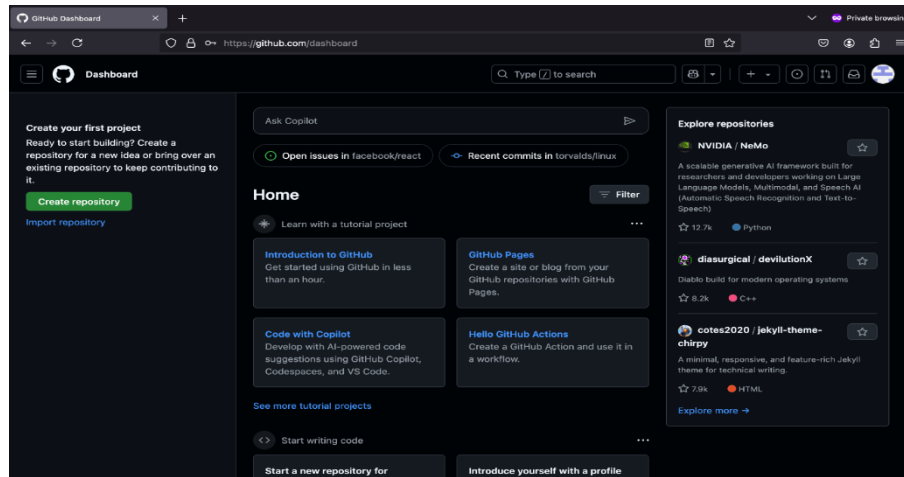 GitHub Dashboard
Private browsin
https://github.com/dashboard
Dashboard
Type / to search
Create your first project
Ready to start building? Create a
repository for a new idea or bring over an
existing repository to keep contributing to
it.
Create repository
Import repository
Ask Copilot
Open issues in facebook/react
Recent commits in torvalds/linux
Home
Filter
Learn with a tutorial project
Introduction to GitHub
Get started using GitHub in less
than an hour.
GitHub Pages
Create a site or blog from your
GitHub repositories with GitHub
Pages.
Code with Copilot
Develop with AI-powered code
suggestions using GitHub Copilot,
Codespaces, and VS Code.
Hello GitHub Actions
Create a GitHub Action and use it in
a workflow.
See more tutorial projects
Start writing code
Start a new repository for
Introduce yourself with a profile
Explore repositories
NVIDIA / NeMo
A scalable generative AI framework built for
researchers and developers working on Large
Language Models, Multimodal, and Speech AI
(Automatic Speech Recognition and Text-to-
Speech)
12.7k
Python
diasurgical / devilutionX
Diablo build for modern operating systems
8.2k
C++
cotes2020 / jekyll-theme-
chirpy
A minimal, responsive, and feature-rich Jekyll
theme for technical writing.
7.9k
HTML
Explore more →